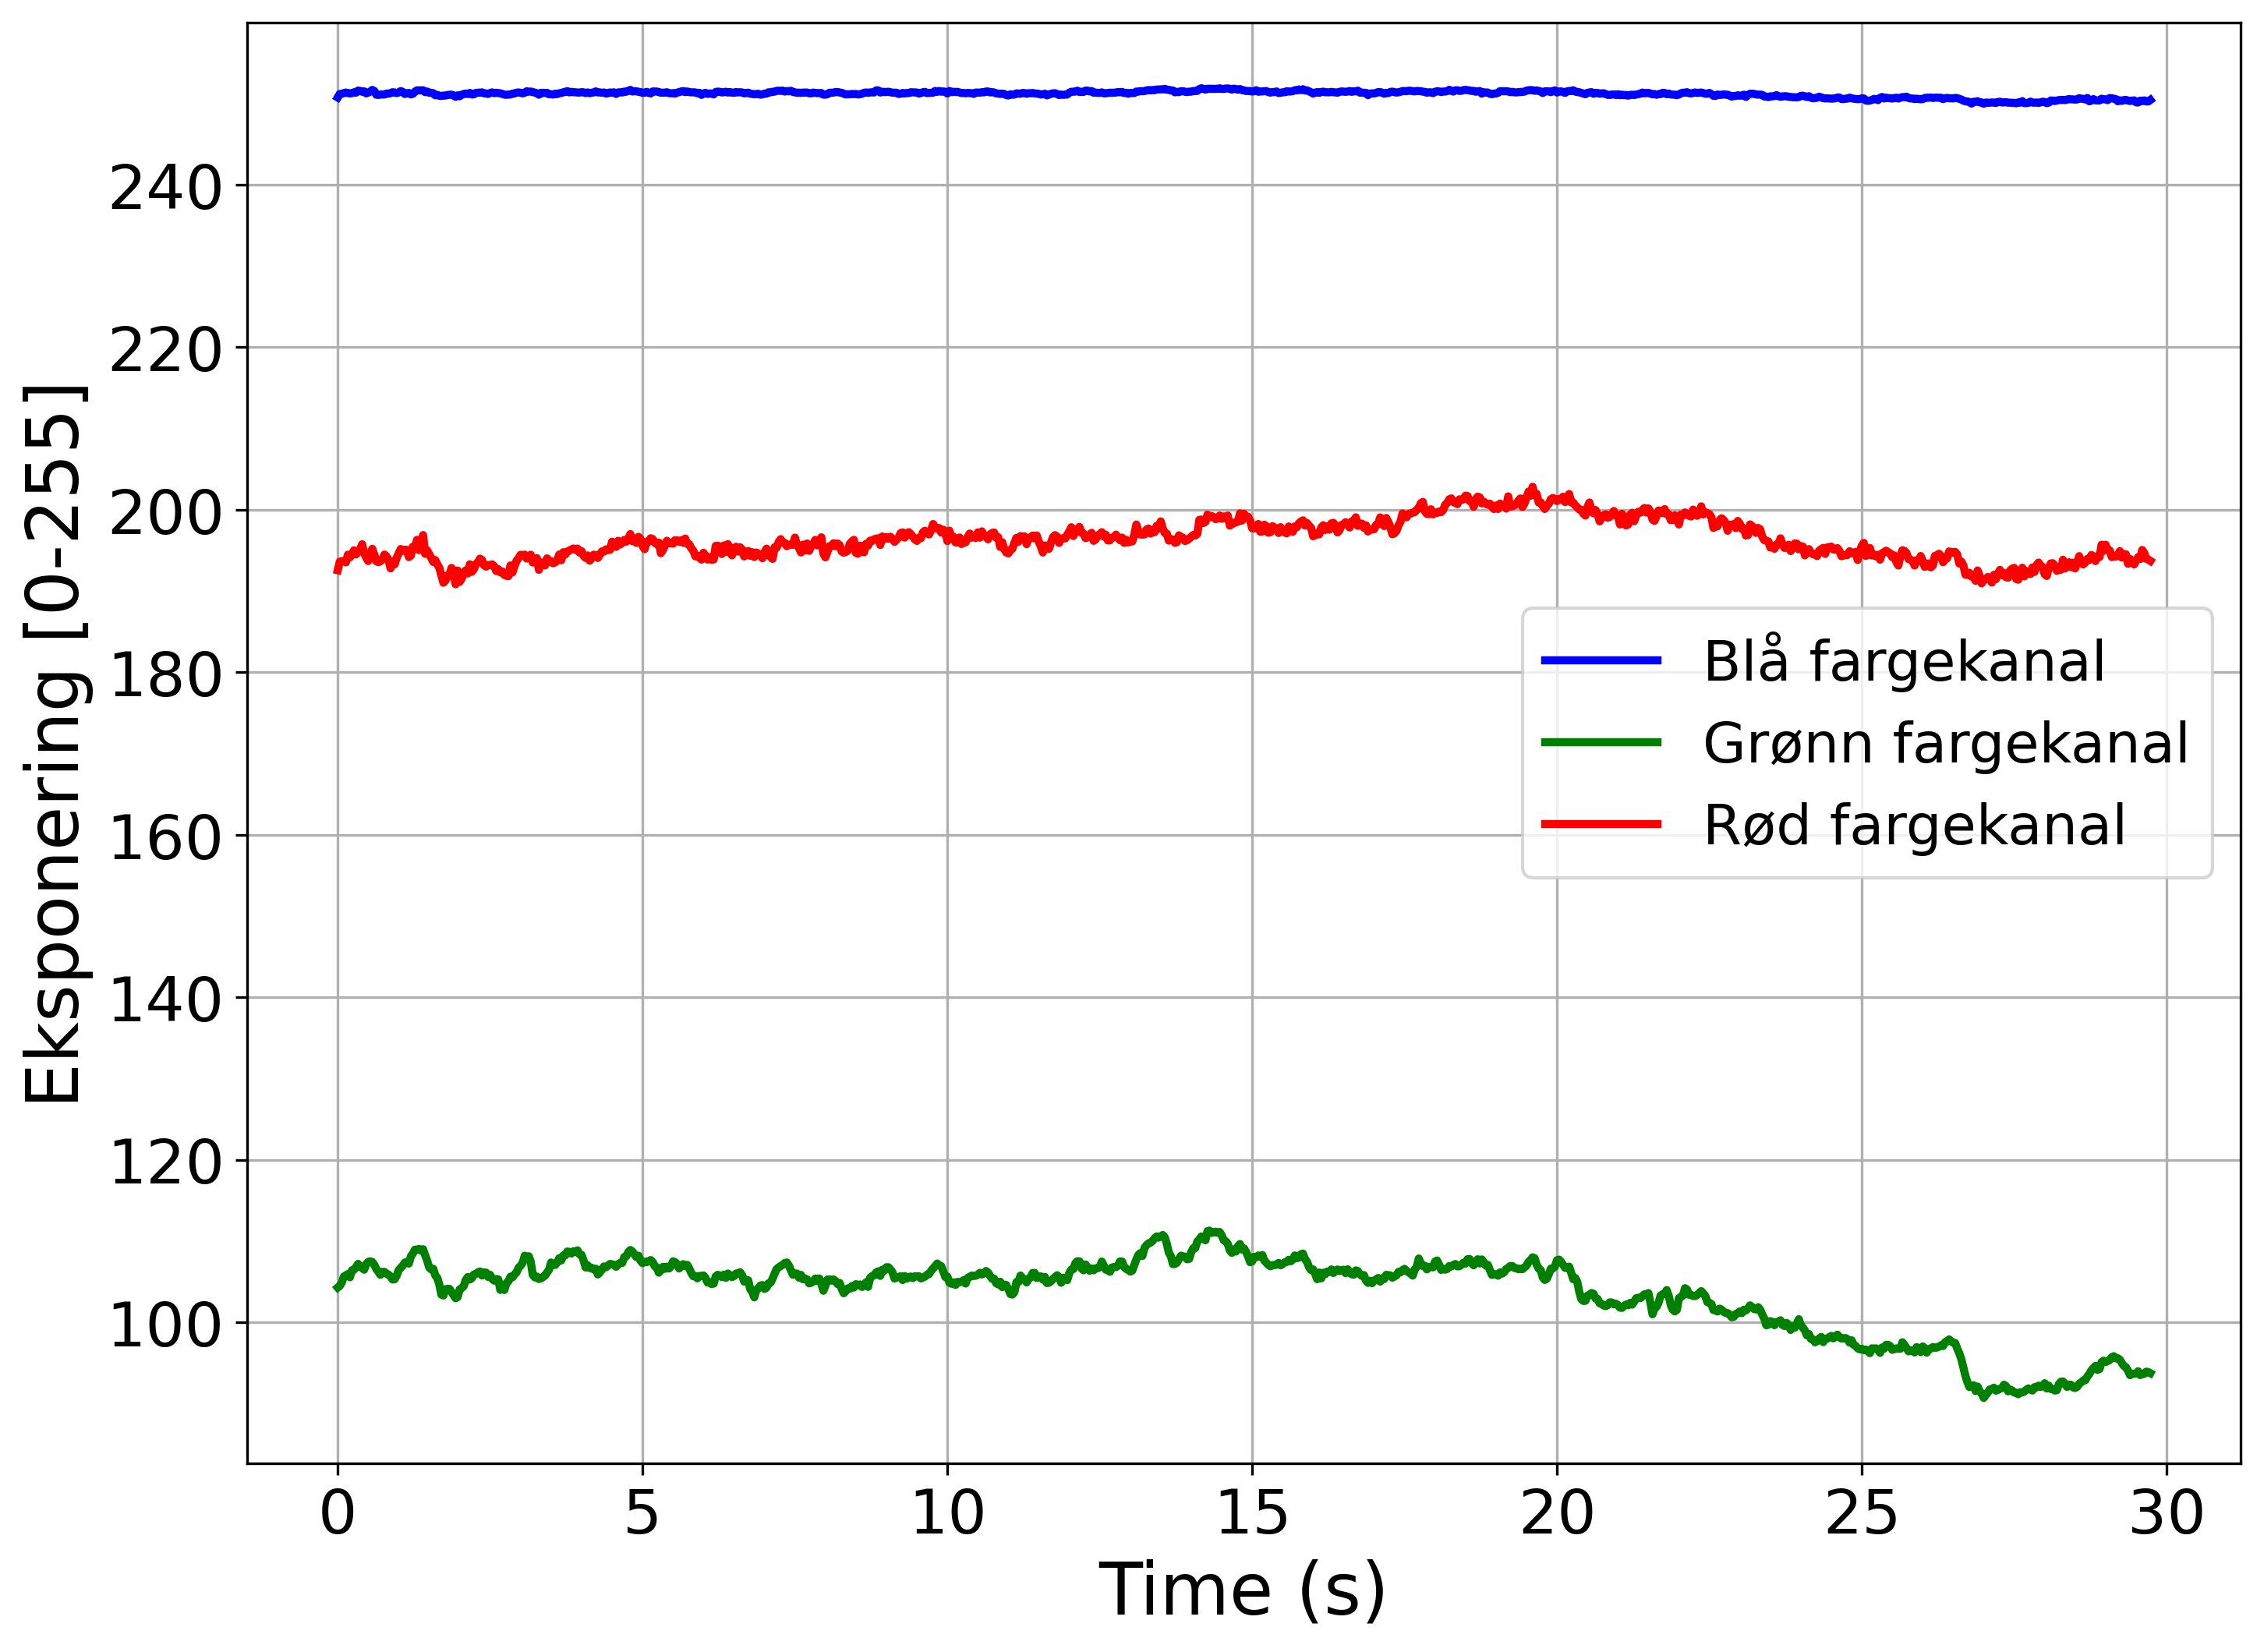 Eksponering [0-255]
240
220
200
180
160
140
120
100
Blå fargekanal
Grønn fargekanal
Rød fargekanal
0 5 10 15 20 25 30
Time (s)